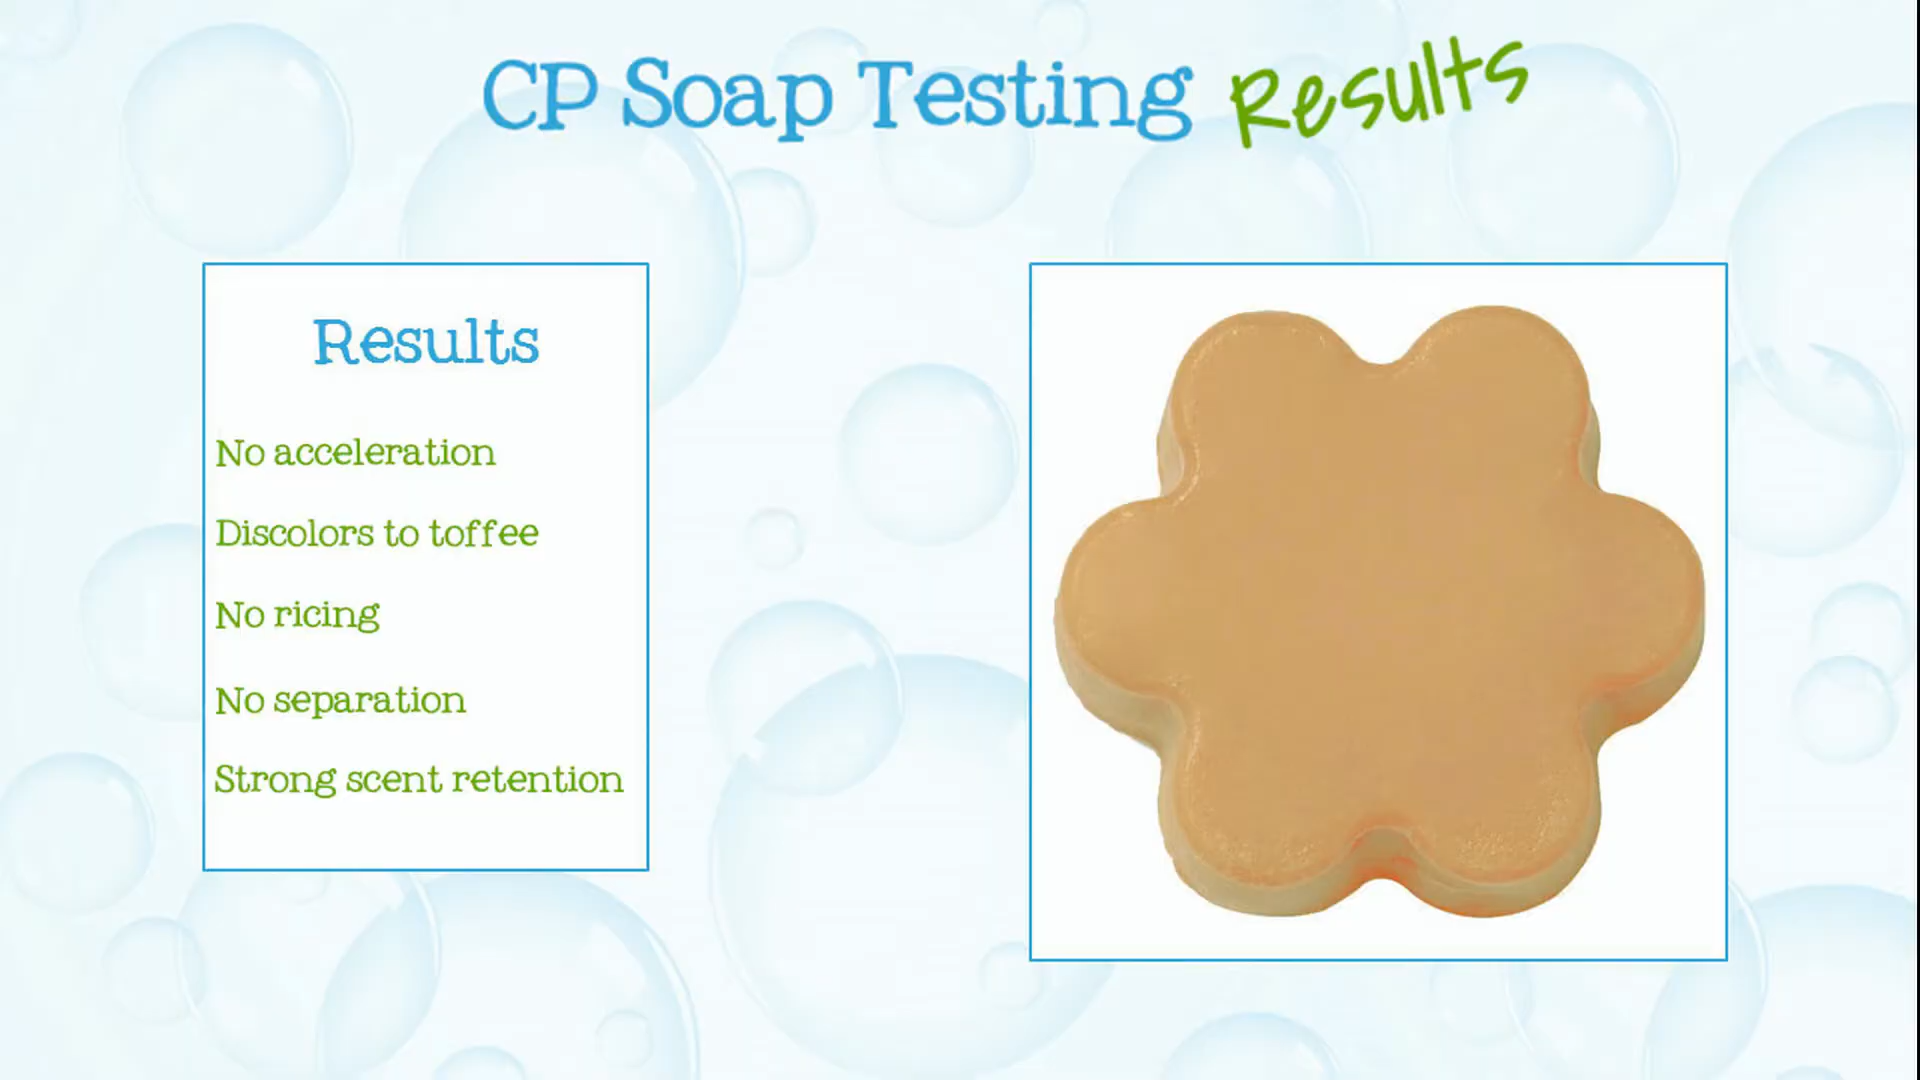 CP Soap Testing Results
Results
No acceleration
Discolors to toffee
No ricing
No separation
Strong scent retention